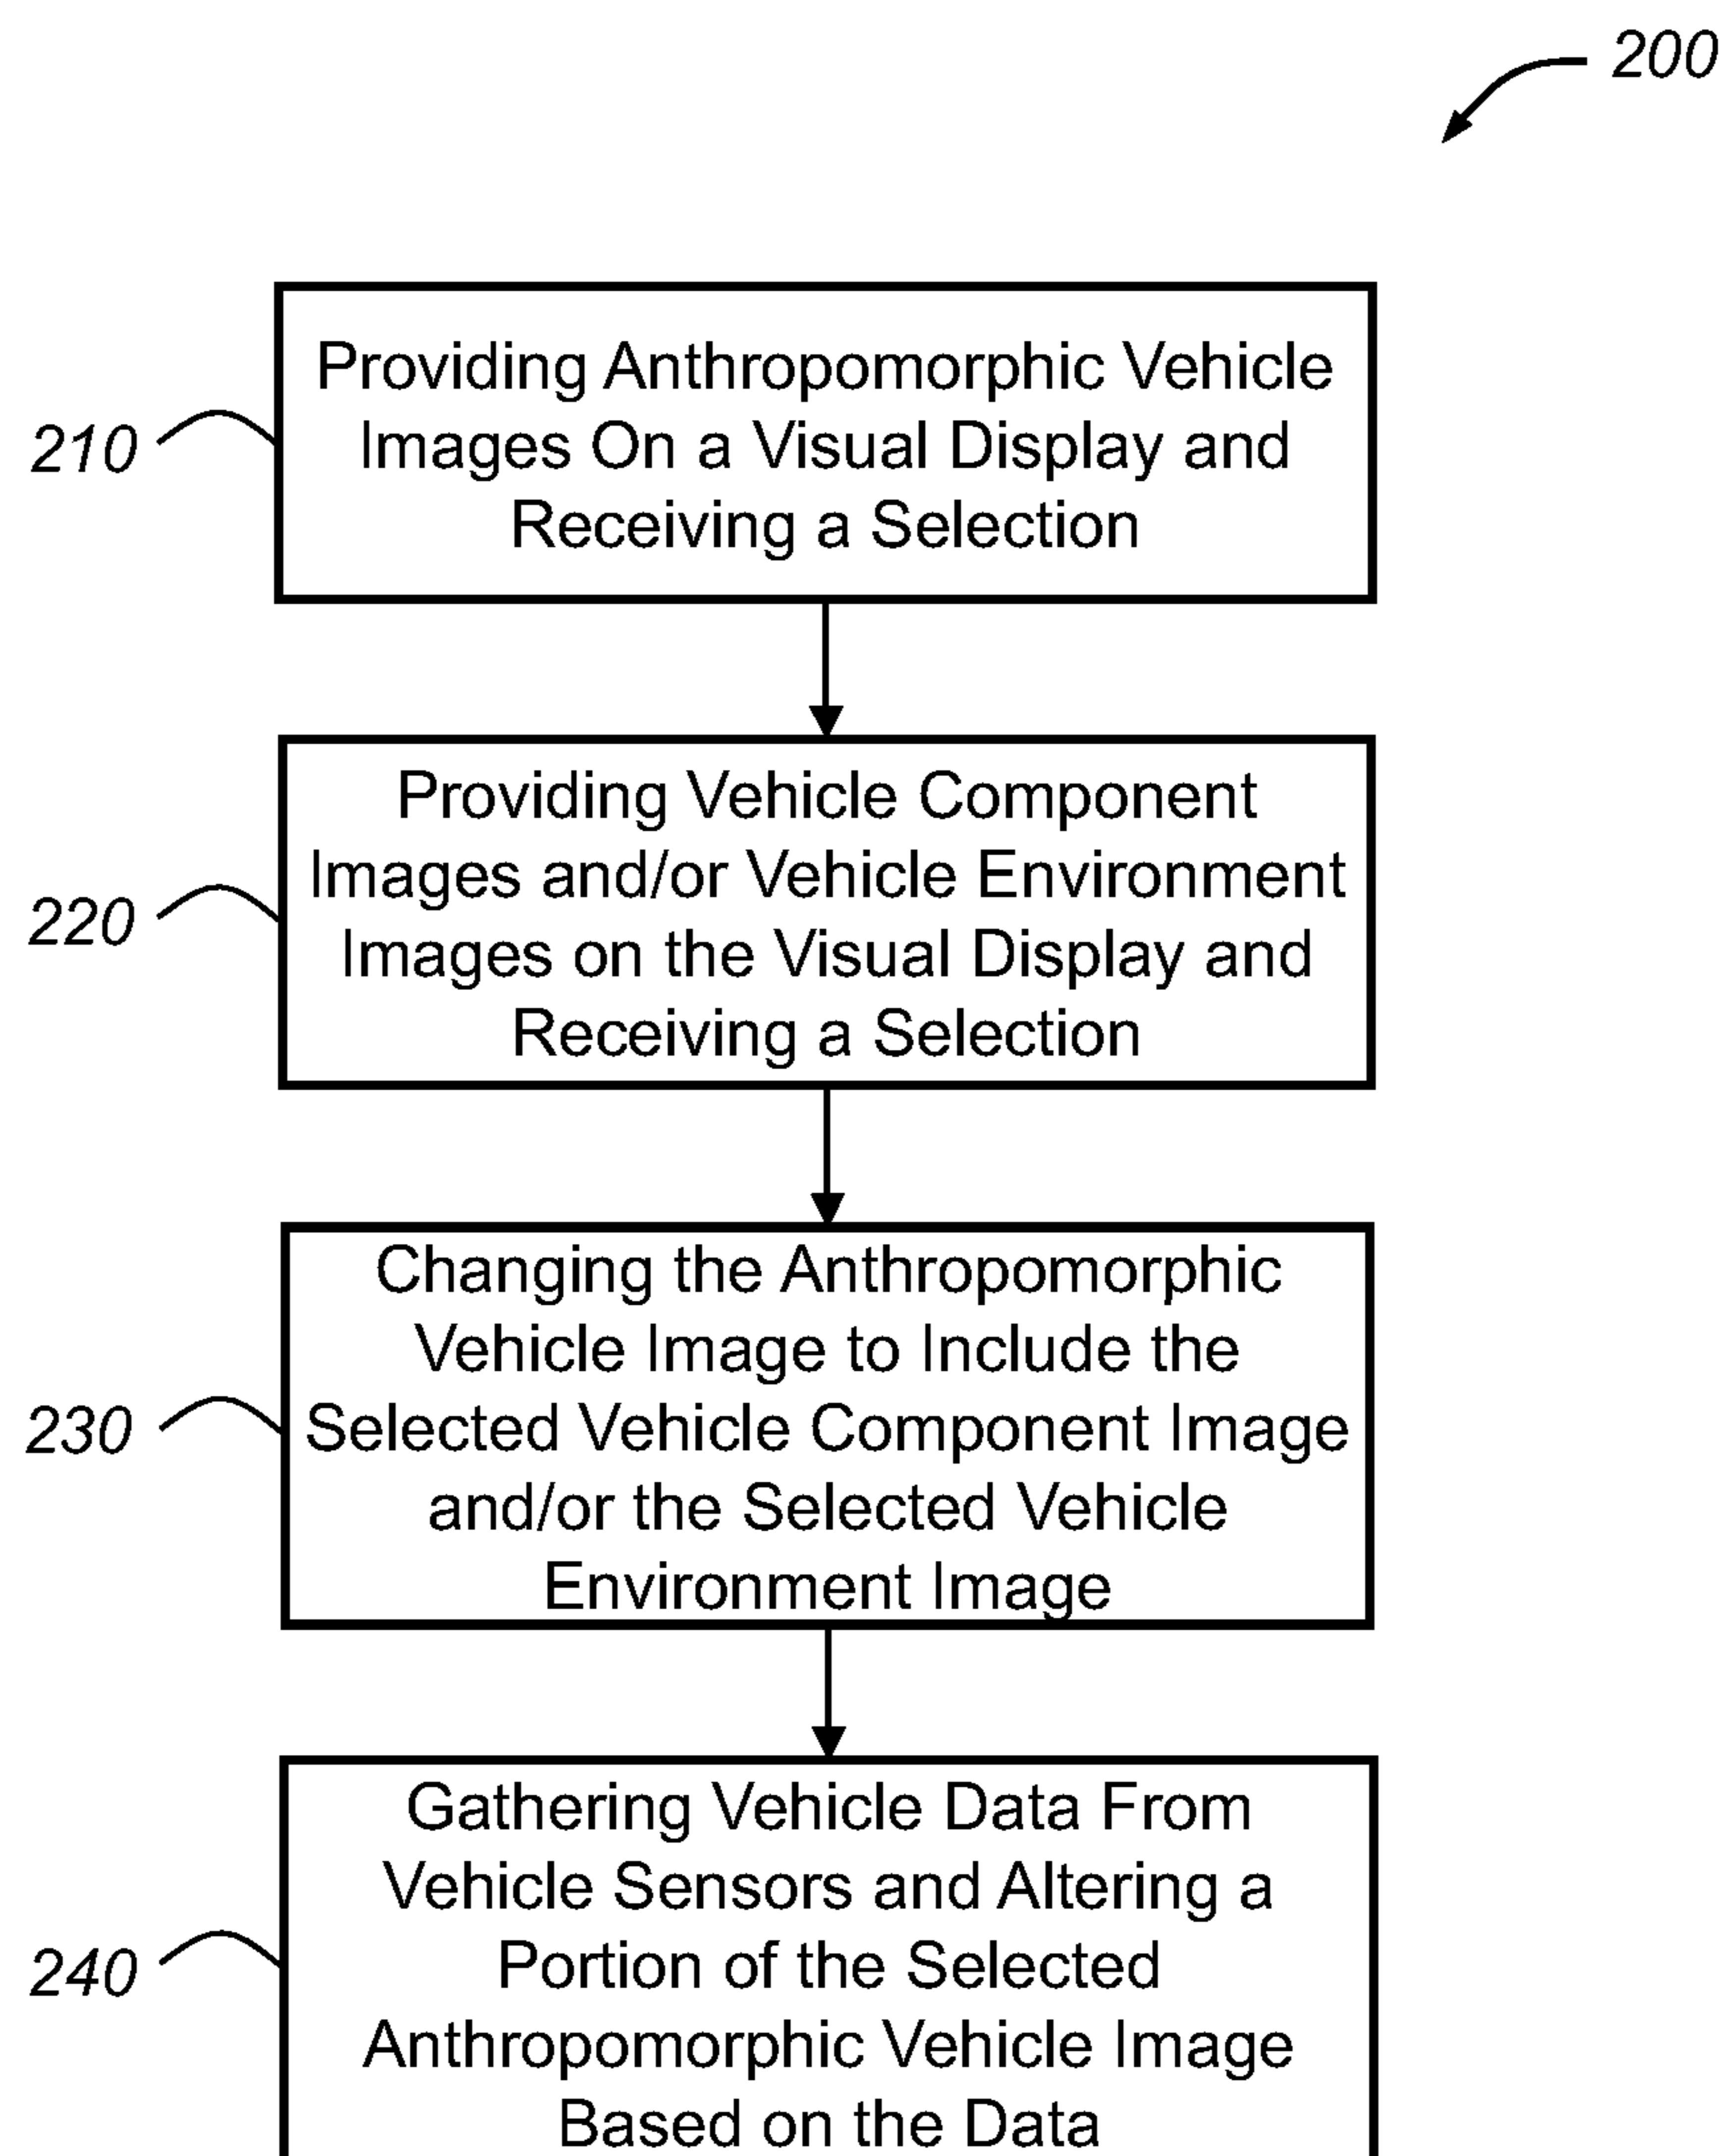 200
210
Providing Anthropomorphic Vehicle
Images On a Visual Display and
Receiving a Selection
220
Providing Vehicle Component
Images and/or Vehicle Environment
Images on the Visual Display and
Receiving a Selection
230
Changing the Anthropomorphic
Vehicle Image to Include the
Selected Vehicle Component Image
and/or the Selected Vehicle
Environment Image
240
Gathering Vehicle Data From
Vehicle Sensors and Altering a
Portion of the Selected
Anthropomorphic Vehicle Image
Based on the Data